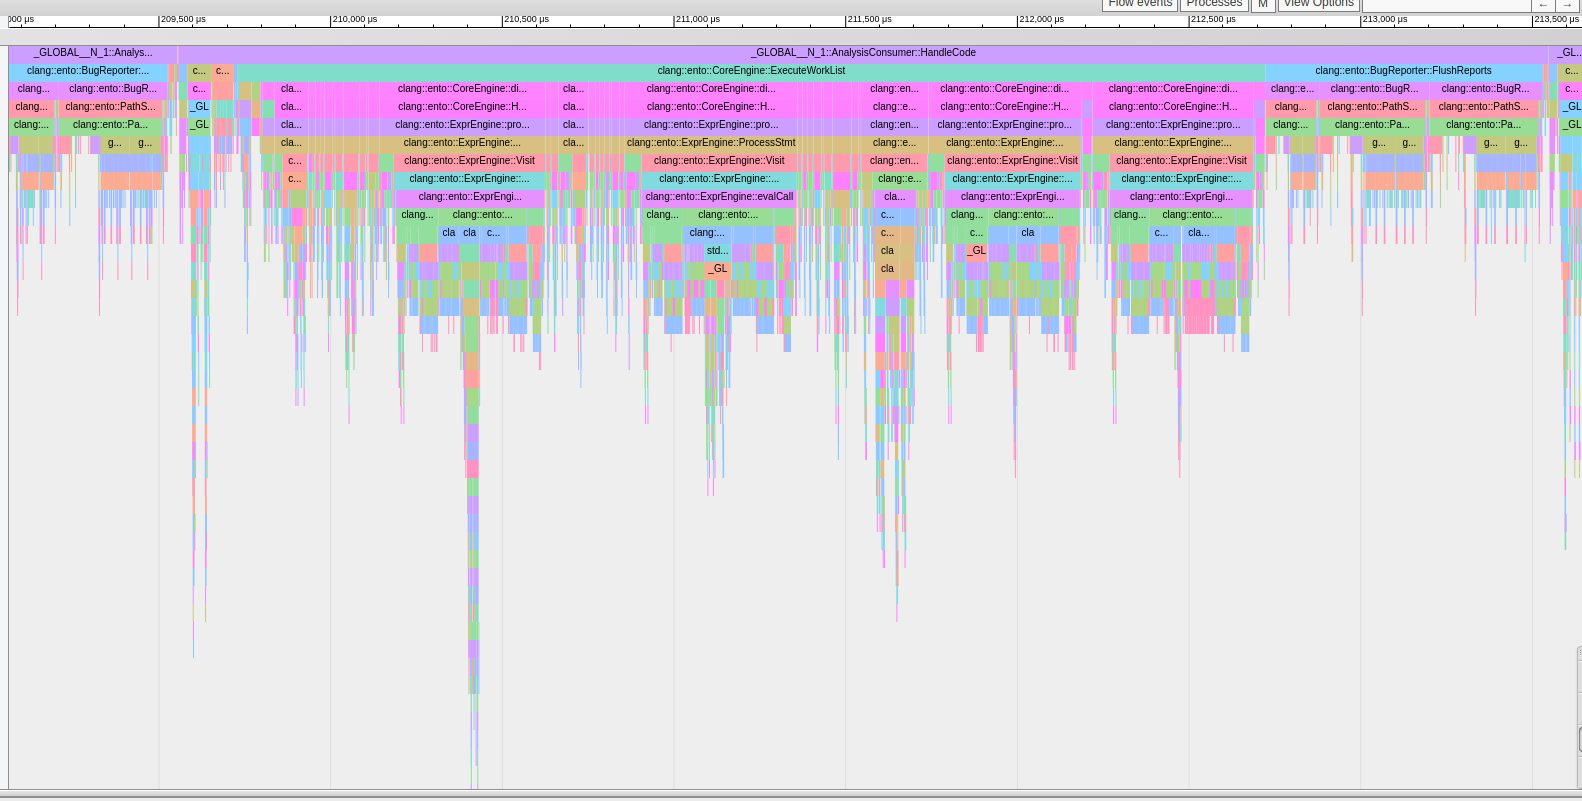 Flow events Processes M View Options ← →
000 μs 209,500 μs 210,000 μs 210,500 μs 211,000 μs 211,500 μs 212,000 μs 212,500 μs 213,000 μs 213,500 μs
_GLOBAL__N_1::Analys... _GLOBAL__N_1::AnalysisConsumer::HandleCode _GL...
clang::ento::BugReporter:... c... c... clang::ento::CoreEngine::ExecuteWorkList clang::ento::BugReporter::FlushReports c...
clang... clang::ento::BugR... c... cla... clang::ento::CoreEngine::di... cla... clang::ento::CoreEngine::di... clang::en... clang::ento::CoreEngine::di... clang::ento::CoreEngine::di... clang::e... clang::ento::BugR... clang::ento::BugR... c...
clang... clang::ento::PathS... _GL cla... clang::ento::CoreEngine::H... cla... clang::ento::CoreEngine::H... clang::e... clang::ento::CoreEngine::H... clang::ento::CoreEngine::H... clang... clang::ento::PathS... clang::ento::PathS... _GL
clang:... clang::ento::Pa... _GL cla... clang::ento::ExprEngine::pro... cla... clang::ento::ExprEngine::pro... clang::en... clang::ento::ExprEngine::pro... clang::ento::ExprEngine::pro... clang:... clang::ento::Pa... clang::ento::Pa... _GL
g... g... cla... clang::ento::ExprEngine:... cla... clang::ento::ExprEngine::ProcessStmt clang::e... clang::ento::ExprEngine:... clang::ento::ExprEngine:... g... g... g... g...
c... clang::ento::ExprEngine::Visit clang::ento::ExprEngine::Visit clang::en... clang::ento::ExprEngine::Visit clang::ento::ExprEngine::Visit
c... clang::ento::ExprEngine::... clang::ento::ExprEngine::... clang::e... clang::ento::ExprEngine::... clang::ento::ExprEngine::...
clang::ento::ExprEngi... clang::ento::ExprEngine::evalCall cla... clang::ento::ExprEngi... clang::ento::ExprEngi...
clang... clang::ento:... clang... clang::ento:... c... clang... clang::ento:... clang... clang::ento:...
cla cla c... clang:... c... c... cla c... cla...
std... cla _GL
_GL cla